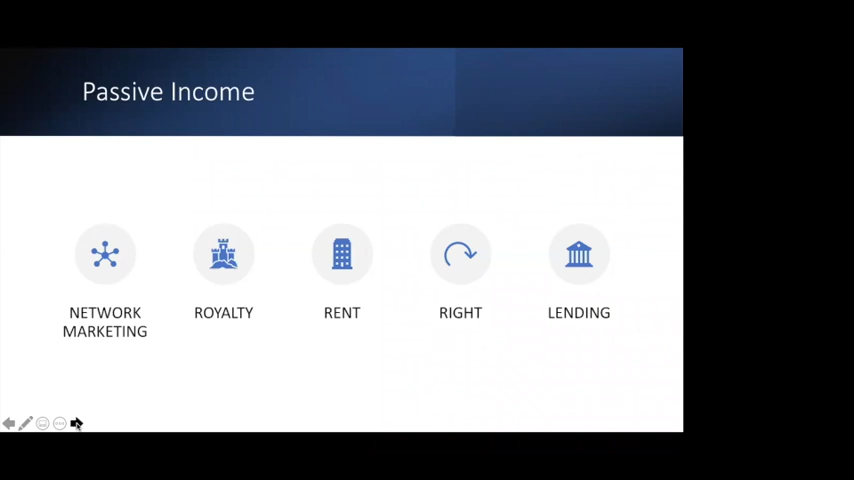 Passive Income
NETWORK
MARKETING
ROYALTY
RENT
RIGHT
LENDING